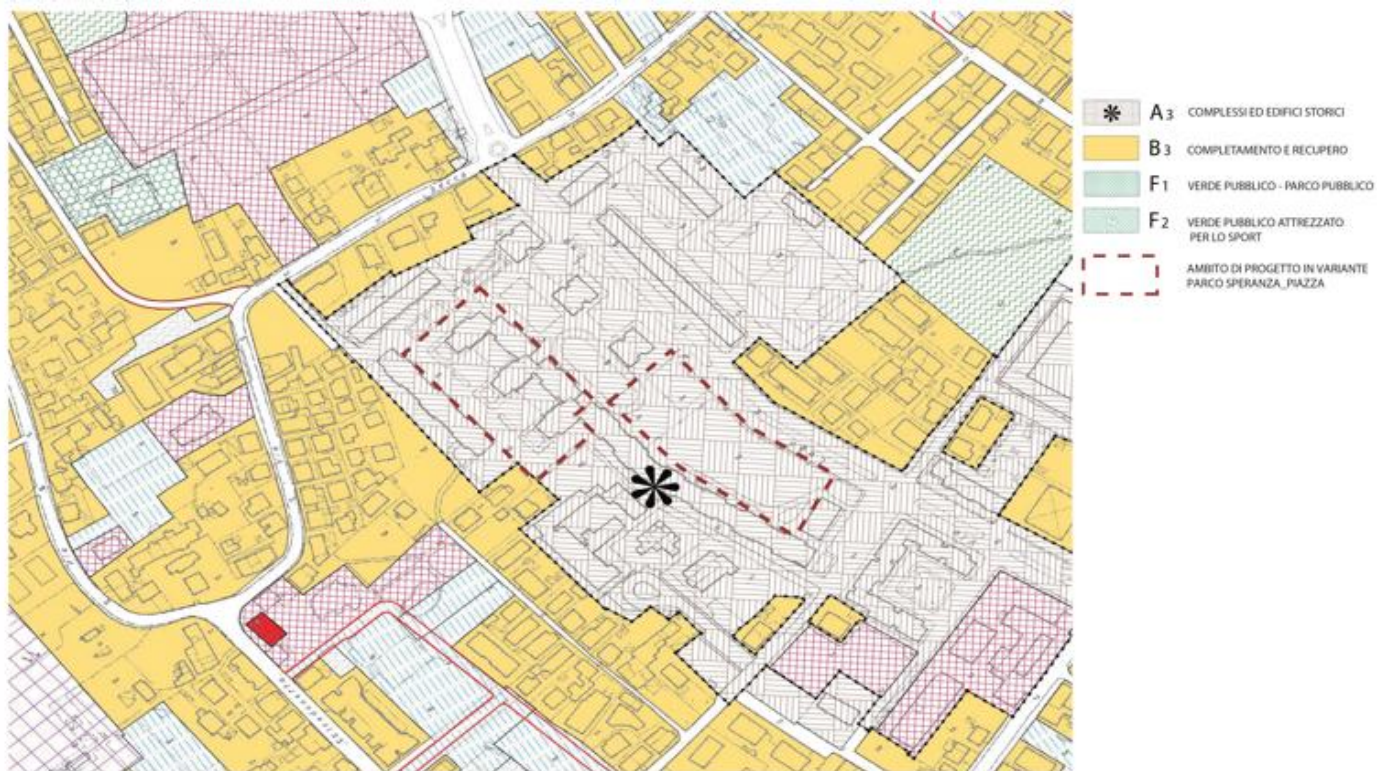 A3 COMPLESSI ED EDIFICI STORICI
B3 COMPLETAMENTO E RECUPERO
F1 VERDE PUBBLICO - PARCO PUBBLICO
F2 VERDE PUBBLICO ATTREZZATO
PER LO SPORT
AMBITO DI PROGETTO IN VARIANTE
PARCO SPERANZA_PIAZZA